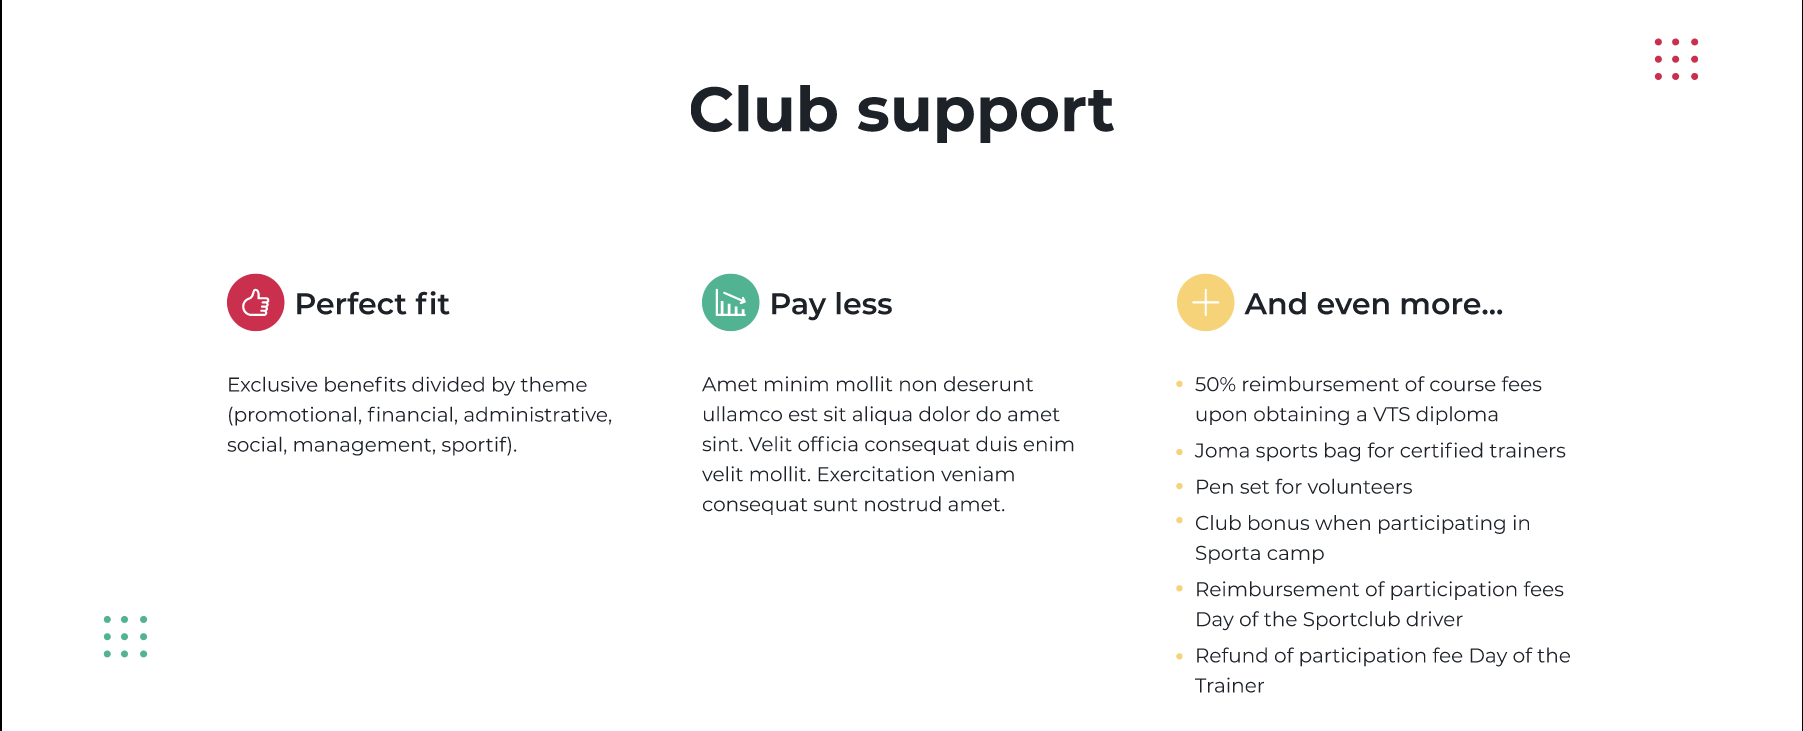 Club support
Perfect fit
Exclusive benefits divided by theme
(promotional, financial, administrative,
social, management, sportif).
Pay less
Amet minim mollit non deserunt
ullamco est sit aliqua dolor do amet
sint. Velit officia consequat duis enim
velit mollit. Exercitation veniam
consequat sunt nostrud amet.
And even more...
50% reimbursement of course fees
upon obtaining a VTS diploma
Joma sports bag for certified trainers
Pen set for volunteers
Club bonus when participating in
Sporta camp
Reimbursement of participation fees
Day of the Sportclub driver
Refund of participation fee Day of the
Trainer